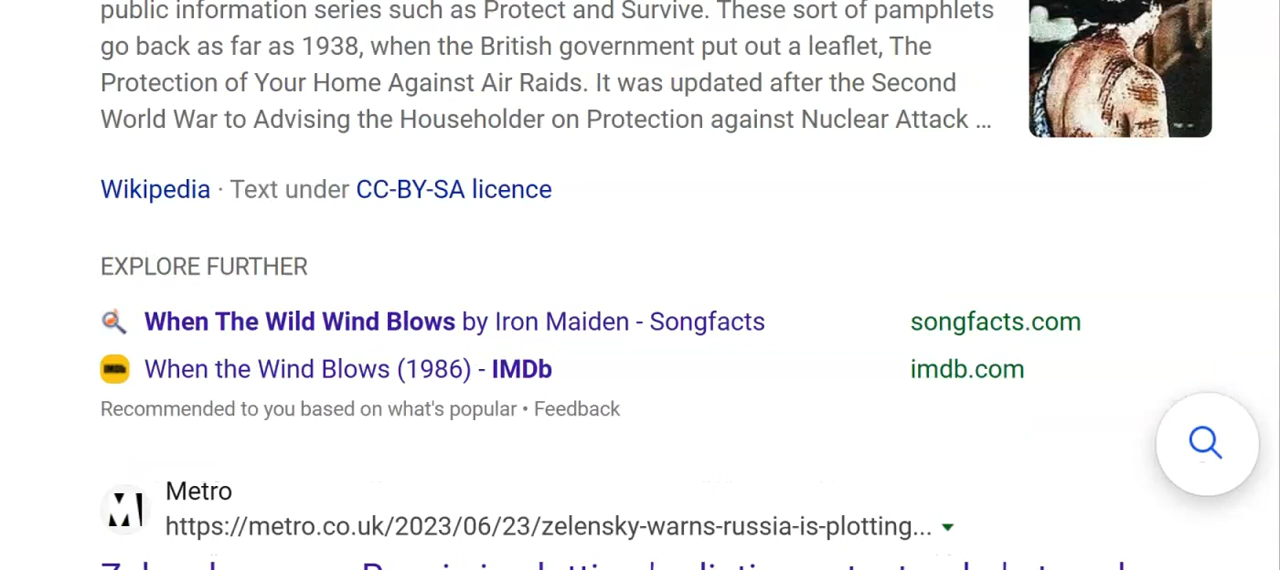 public information series such as Protect and Survive. These sort of pamphlets
go back as far as 1938, when the British government put out a leaflet, The
Protection of Your Home Against Air Raids. It was updated after the Second
World War to Advising the Householder on Protection against Nuclear Attack ...
Wikipedia · Text under CC-BY-SA licence
EXPLORE FURTHER
When The Wild Wind Blows by Iron Maiden - Songfacts songfacts.com
When the Wind Blows (1986) - IMDb imdb.com
Recommended to you based on what's popular • Feedback
Metro
https://metro.co.uk/2023/06/23/zelensky-warns-russia-is-plotting...